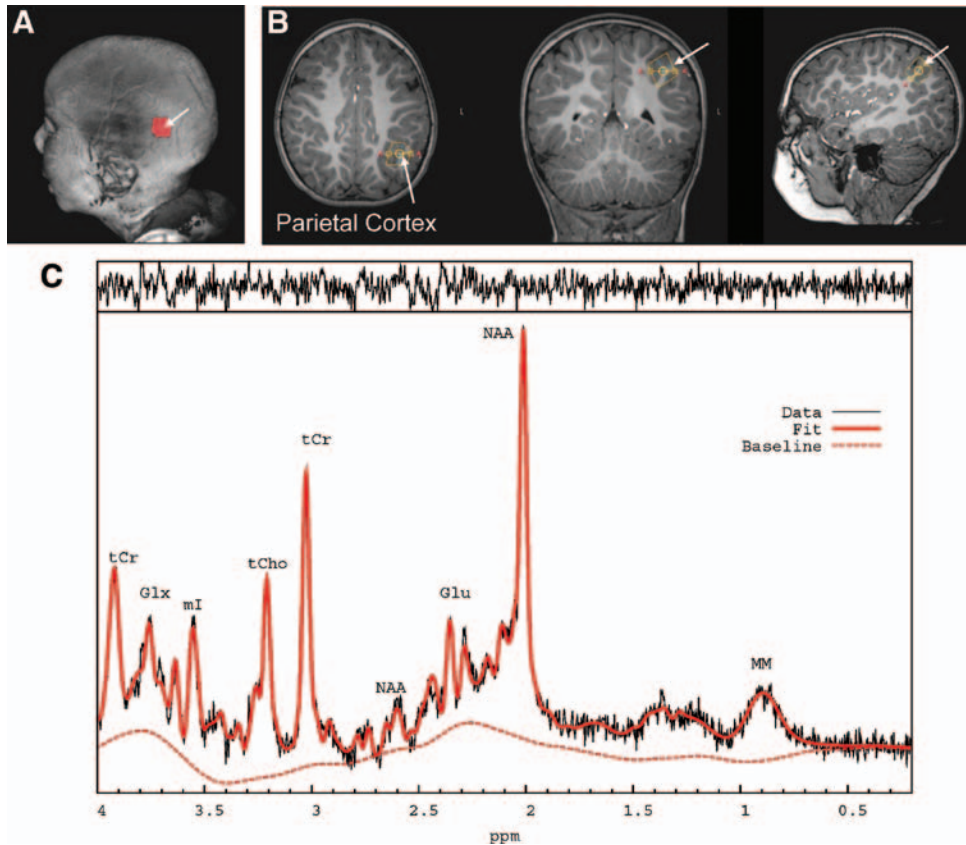 A
B
L
L
Parietal Cortex
C
NAA
Data
Fit
Baseline
tCr
tCr
Glx
mI
tCho
Glu
NAA
MM
4
3.5
3
2.5
2
1.5
1
0.5
ppm